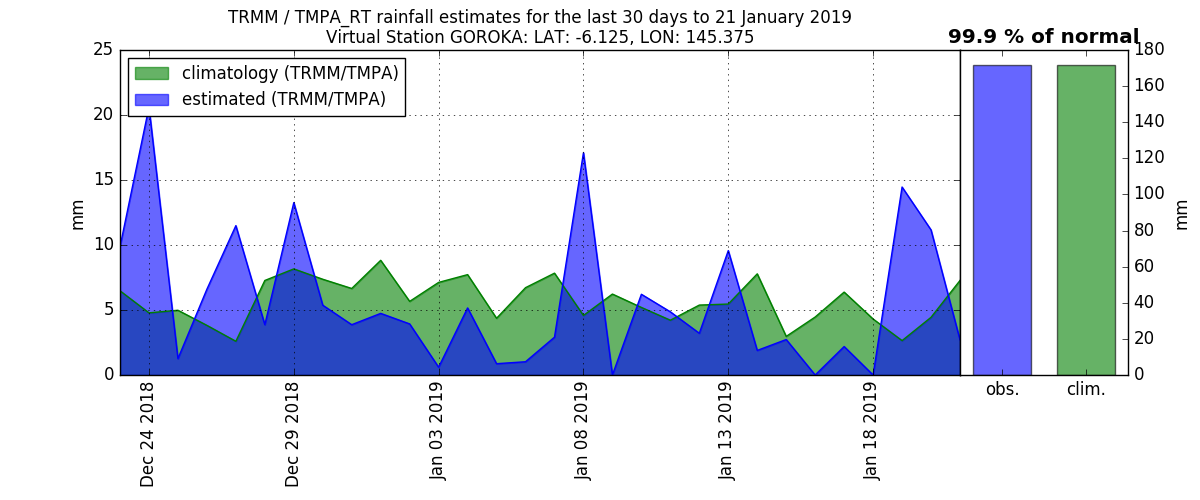 TRMM / TMPA_RT rainfall estimates for the last 30 days to 21 January 2019
Virtual Station GOROKA: LAT: -6.125, LON: 145.375
99.9 % of normal
climatology (TRMM/TMPA)
estimated (TRMM/TMPA)
25
20
15
10
5
0
mm
180
160
140
120
100
80
60
40
20
0
mm
Dec 24 2018
Dec 29 2018
Jan 03 2019
Jan 08 2019
Jan 13 2019
Jan 18 2019
obs.
clim.